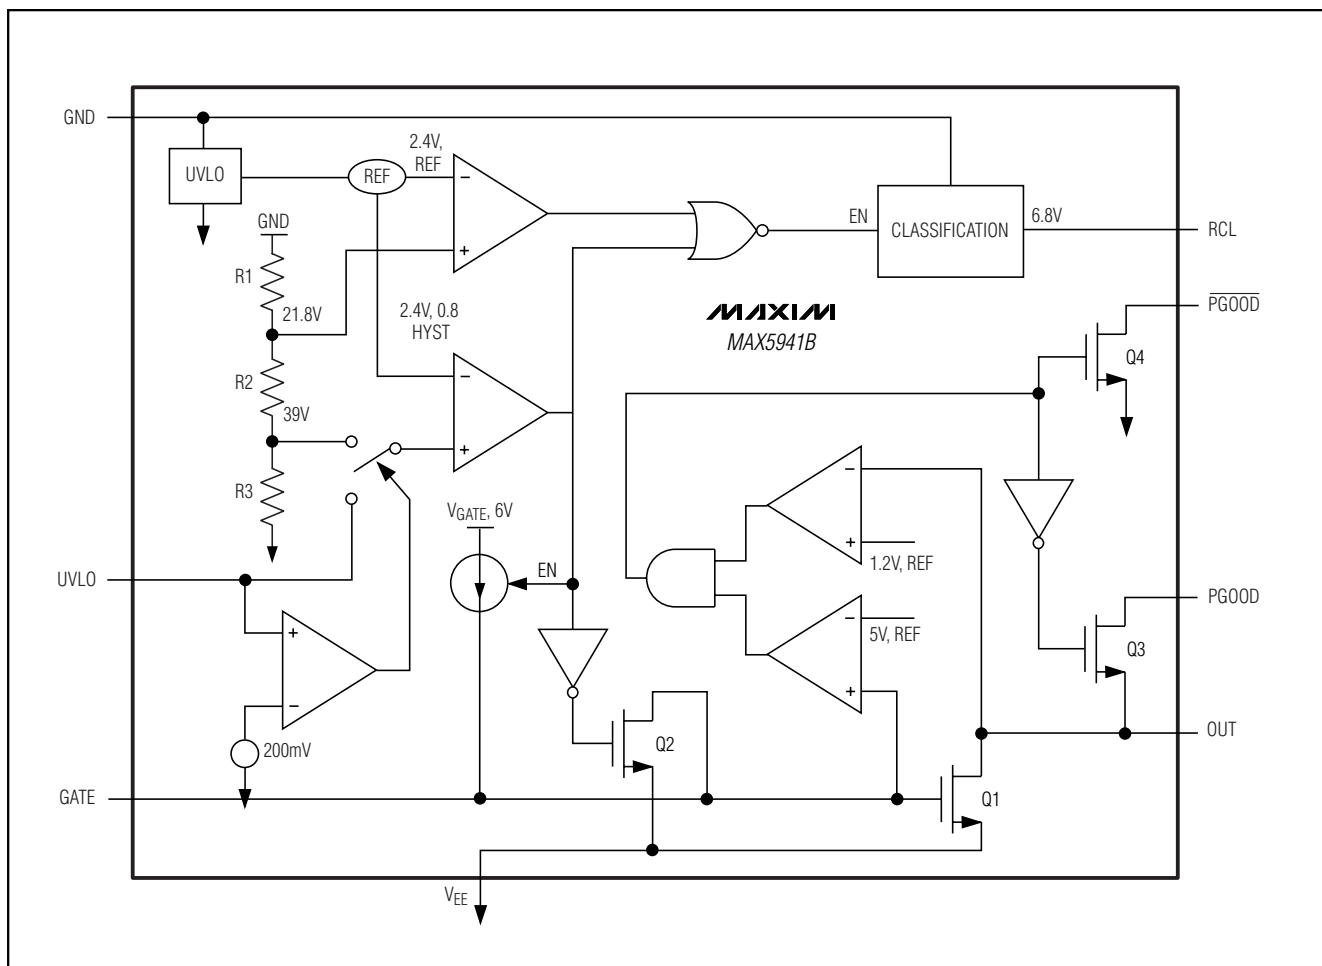 GND
UVLO
REF
2.4V,
REF
−
+
GND
R1
21.8V
R2
39V
R3
2.4V, 0.8
HYST
−
+
EN
CLASSIFICATION
6.8V
RCL
MAXIM
MAX5941B
PGOOD
Q4
VGATE, 6V
EN
−
+
1.2V, REF
−
5V, REF
+
UVLO
+
−
200mV
PGOOD
Q3
Q2
OUT
GATE
Q1
VEE